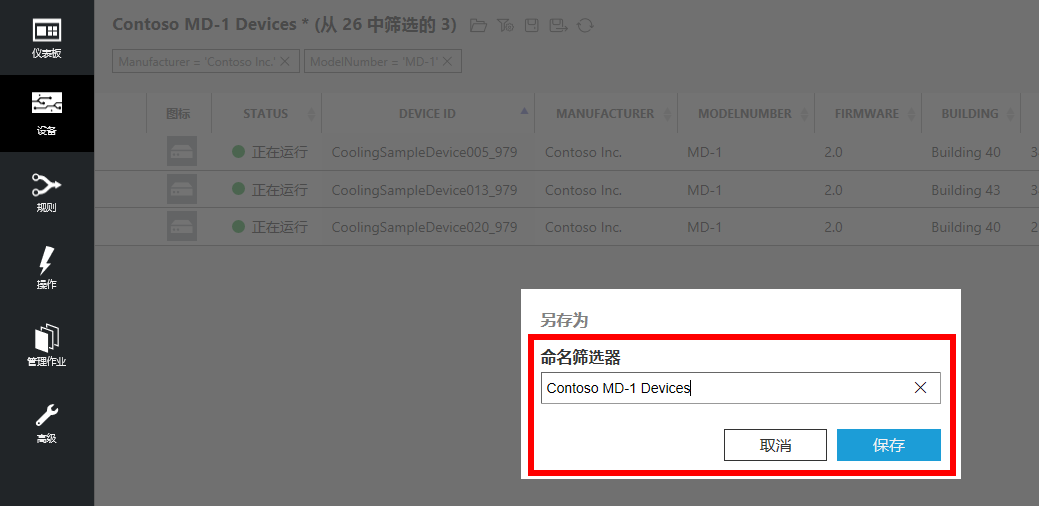 仪表板
设备
规则
操作
管理作业
高级
Contoso MD-1 Devices * (从 26 中筛选的 3)
Manufacturer = 'Contoso Inc.' ModelNumber = 'MD-1'
图标 STATUS DEVICE ID MANUFACTURER MODELNUMBER FIRMWARE BUILDING
正在运行 CoolingSampleDevice005_979 Contoso Inc. MD-1 2.0 Building 40 3
正在运行 CoolingSampleDevice013_979 Contoso Inc. MD-1 2.0 Building 43 3
正在运行 CoolingSampleDevice020_979 Contoso Inc. MD-1 2.0 Building 40 2
另存为
命名筛选器
Contoso MD-1 Devices
取消 保存